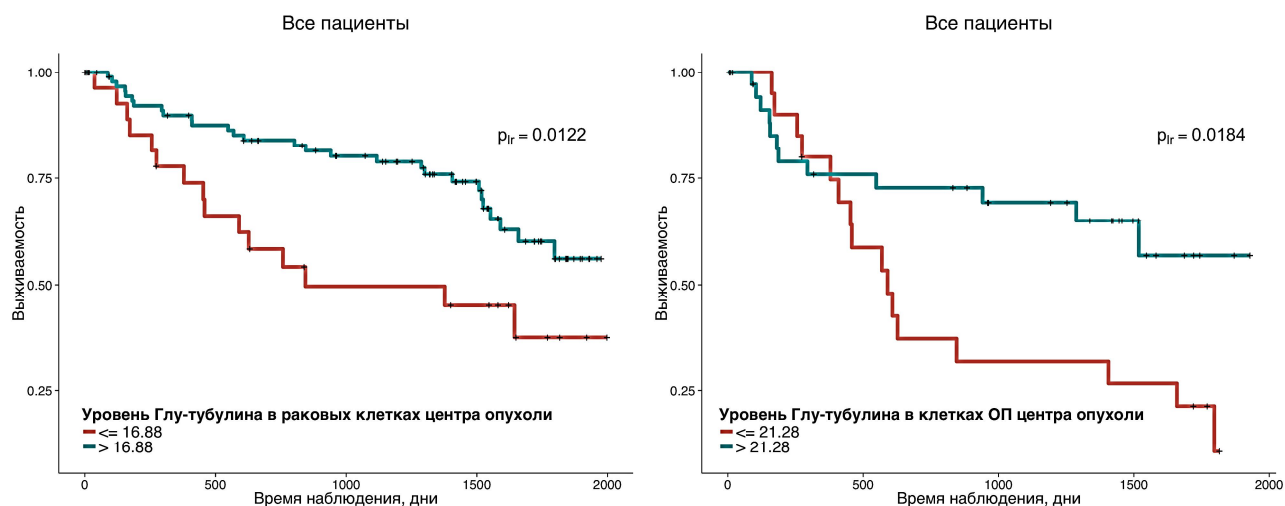 Все пациенты
1.00
0.75
0.50
0.25
Выживаемость
p_lr = 0.0122
Уровень Глу-тубулина в раковых клетках центра опухоли
<= 16.88
> 16.88
0
500
1000
1500
2000
Время наблюдения, дни
Все пациенты
1.00
0.75
0.50
0.25
Выживаемость
p_lr = 0.0184
Уровень Глу-тубулина в клетках ОП центра опухоли
<= 21.28
> 21.28
0
500
1000
1500
2000
Время наблюдения, дни